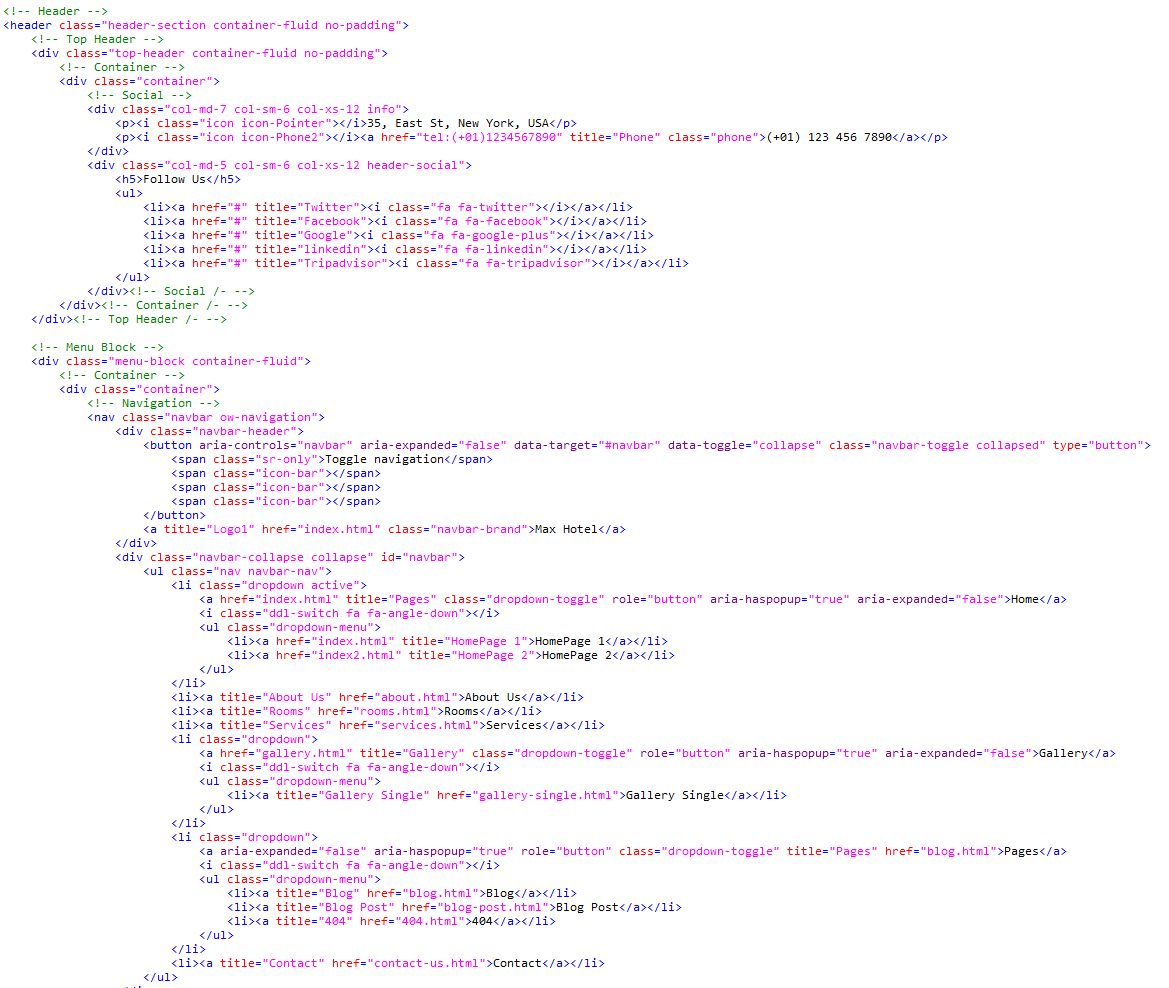 <!-- Header -->
<header class="header-section container-fluid no-padding">
<!-- Top Header -->
<div class="top-header container-fluid no-padding">
<!-- Container -->
<div class="container">
<!-- Social -->
<div class="col-md-7 col-sm-6 col-xs-12 info">
<p><i class="icon icon-Pointer"></i>35, East St, New York, USA</p>
<p><i class="icon icon-Phone2"></i><a href="tel:(+01)1234567890" title="Phone" class="phone">(+01) 123 456 7890</a></p>
</div>
<div class="col-md-5 col-sm-6 col-xs-12 header-social">
<h5>Follow Us</h5>
<ul>
<li><a href="#" title="Twitter"><i class="fa fa-twitter"></i></a></li>
<li><a href="#" title="Facebook"><i class="fa fa-facebook"></i></a></li>
<li><a href="#" title="Google"><i class="fa fa-google-plus"></i></a></li>
<li><a href="#" title="linkedin"><i class="fa fa-linkedin"></i></a></li>
<li><a href="#" title="Tripadvisor"><i class="fa fa-tripadvisor"></i></a></li>
</ul>
</div><!-- Social /- -->
</div><!-- Container /- -->
</div><!-- Top Header /- -->
<!-- Menu Block -->
<div class="menu-block container-fluid">
<!-- Container -->
<div class="container">
<!-- Navigation -->
<nav class="navbar ow-navigation">
<div class="navbar-header">
<button aria-controls="navbar" aria-expanded="false" data-target="#navbar" data-toggle="collapse" class="navbar-toggle collapsed" type="button">
<span class="sr-only">Toggle navigation</span>
<span class="icon-bar"></span>
<span class="icon-bar"></span>
<span class="icon-bar"></span>
</button>
<a title="Logo1" href="index.html" class="navbar-brand">Max Hotel</a>
</div>
<div class="navbar-collapse collapse" id="navbar">
<ul class="nav navbar-nav">
<li class="dropdown active">
<a href="index.html" title="Pages" class="dropdown-toggle" role="button" aria-haspopup="true" aria-expanded="false">Home</a>
<i class="ddl-switch fa fa-angle-down"></i>
<ul class="dropdown-menu">
<li><a href="index.html" title="HomePage 1">HomePage 1</a></li>
<li><a href="index2.html" title="HomePage 2">HomePage 2</a></li>
</ul>
</li>
<li><a title="About Us" href="about.html">About Us</a></li>
<li><a title="Rooms" href="rooms.html">Rooms</a></li>
<li><a title="Services" href="services.html">Services</a></li>
<li class="dropdown">
<a href="gallery.html" title="Gallery" class="dropdown-toggle" role="button" aria-haspopup="true" aria-expanded="false">Gallery</a>
<i class="ddl-switch fa fa-angle-down"></i>
<ul class="dropdown-menu">
<li><a title="Gallery Single" href="gallery-single.html">Gallery Single</a></li>
</ul>
</li>
<li class="dropdown">
<a aria-expanded="false" aria-haspopup="true" role="button" class="dropdown-toggle" title="Pages" href="blog.html">Pages</a>
<i class="ddl-switch fa fa-angle-down"></i>
<ul class="dropdown-menu">
<li><a title="Blog" href="blog.html">Blog</a></li>
<li><a title="Blog Post" href="blog-post.html">Blog Post</a></li>
<li><a title="404" href="404.html">404</a></li>
</ul>
</li>
<li><a title="Contact" href="contact-us.html">Contact</a></li>
</ul>